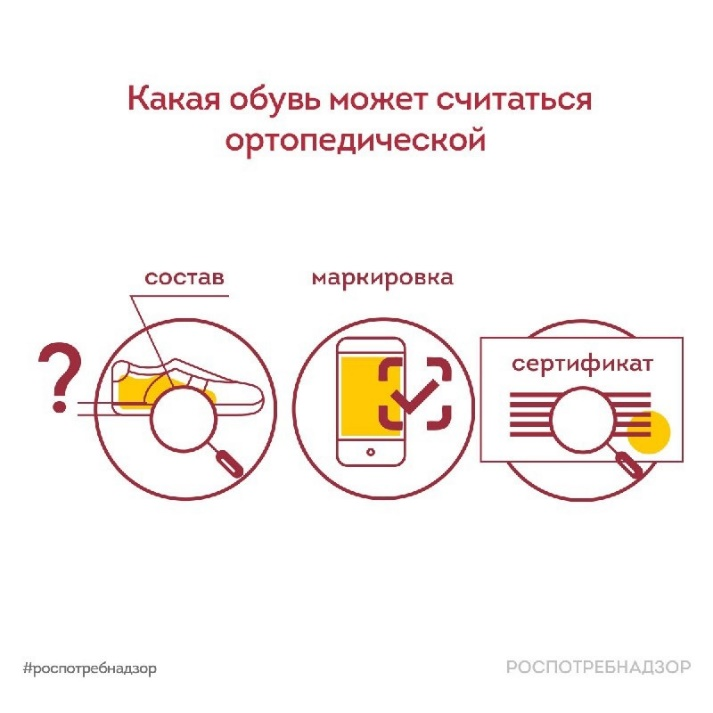 Какая обувь может считаться
ортопедической
состав
маркировка
?
сертификат
#роспотребнадзор
РОСПОТРЕБНАДЗОР